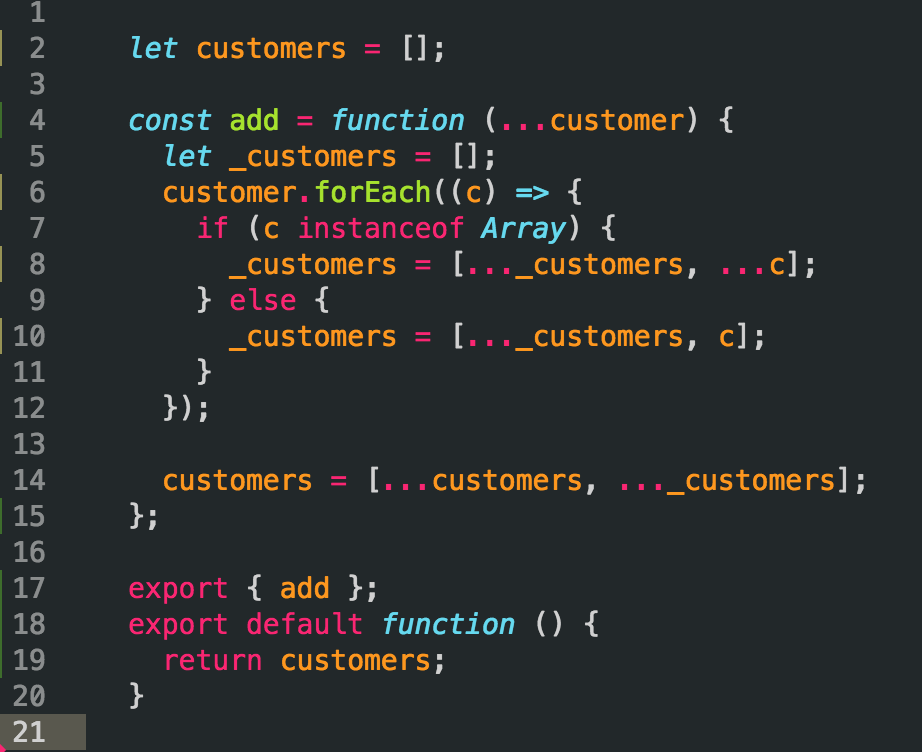 1
2 let customers = [];
3
4 const add = function (...customer) {
5   let _customers = [];
6   customer.forEach((c) => {
7     if (c instanceof Array) {
8       _customers = [..._customers, ...c];
9     } else {
10       _customers = [..._customers, c];
11     }
12   });
13
14   customers = [...customers, ..._customers];
15 };
16
17 export { add };
18 export default function () {
19   return customers;
20 }
21